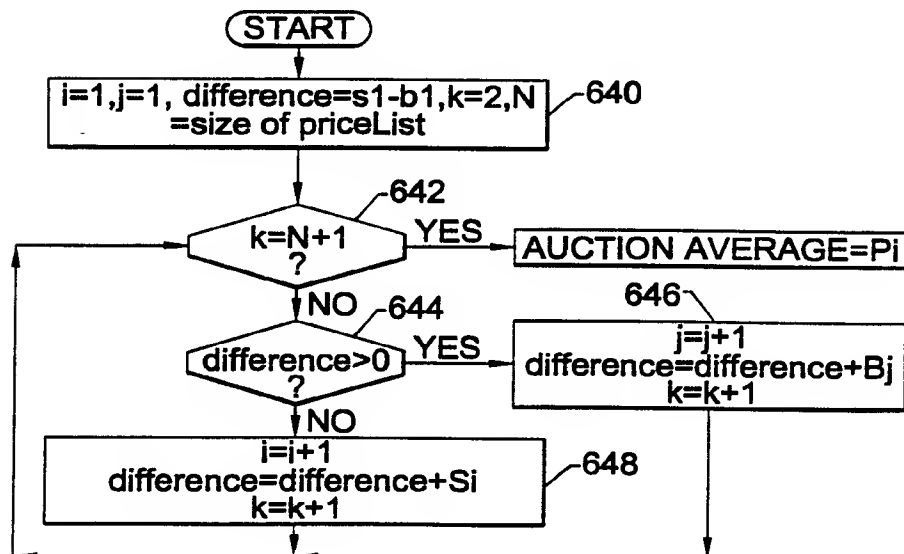 START
i=1,j=1, difference=s1-b1,k=2,N
=size of priceList
640
642
k=N+1
?
YES
AUCTION AVERAGE=Pi
NO
644
646
difference>0
?
YES
j=j+1
difference=difference+Bj
k=k+1
NO
i=i+1
difference=difference+Si
k=k+1
648